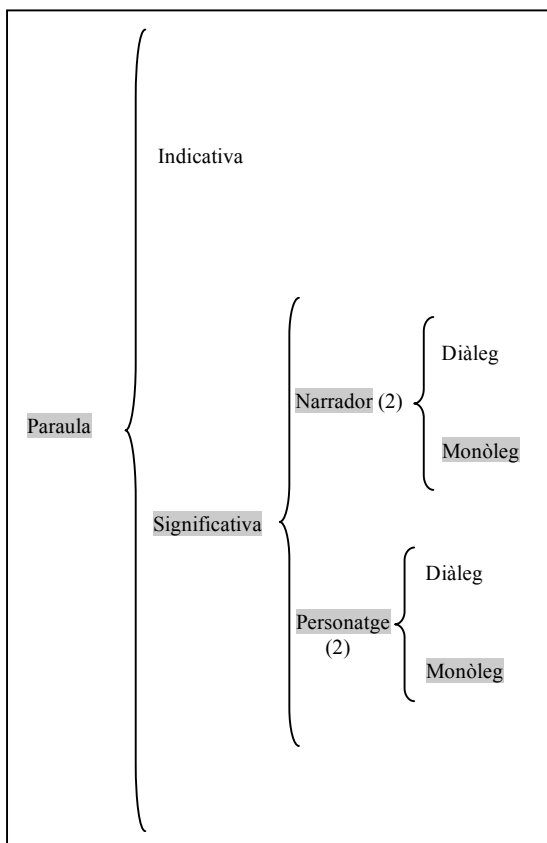 Indicativa
Diàleg
Narrador (2)
Paraula
Monòleg
Significativa
Diàleg
Personatge
(2)
Monòleg